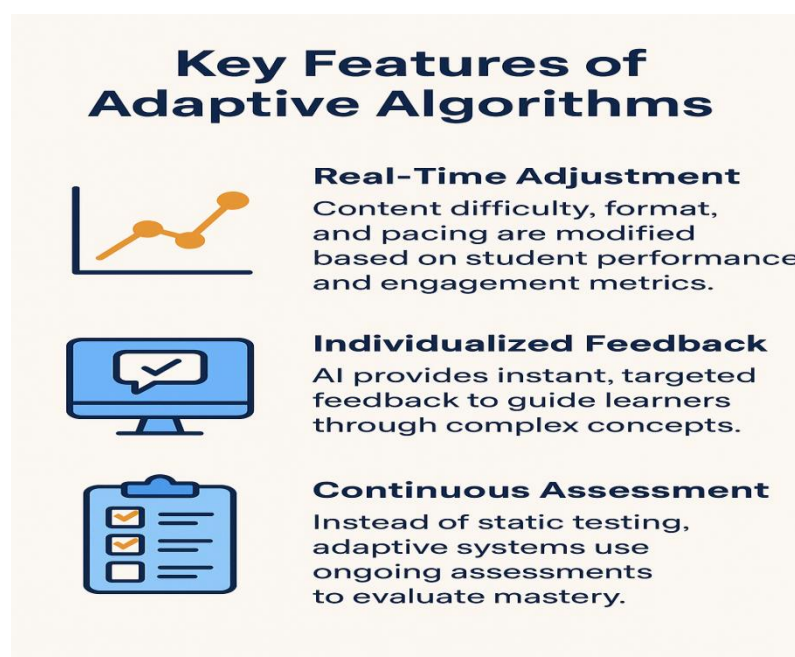 Key Features of
Adaptive Algorithms
Real-Time Adjustment
Content difficulty, format,
and pacing are modified
based on student performance
and engagement metrics.
Individualized Feedback
AI provides instant, targeted
feedback to guide learners
through complex concepts.
Continuous Assessment
Instead of static testing,
adaptive systems use
ongoing assessments
to evaluate mastery.